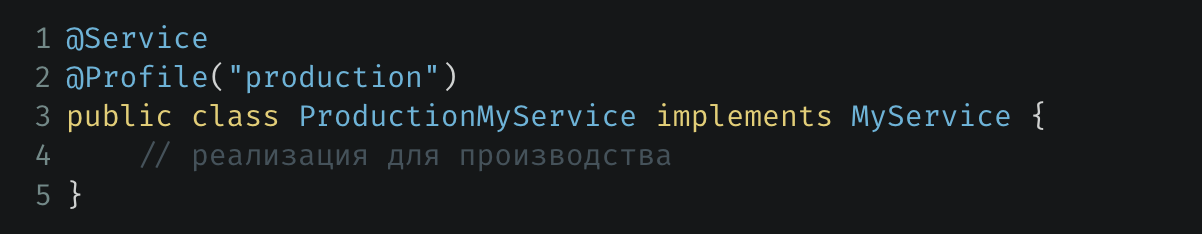 1 @Service
2 @Profile("production")
3 public class ProductionMyService implements MyService {
4     // реализация для производства
5 }